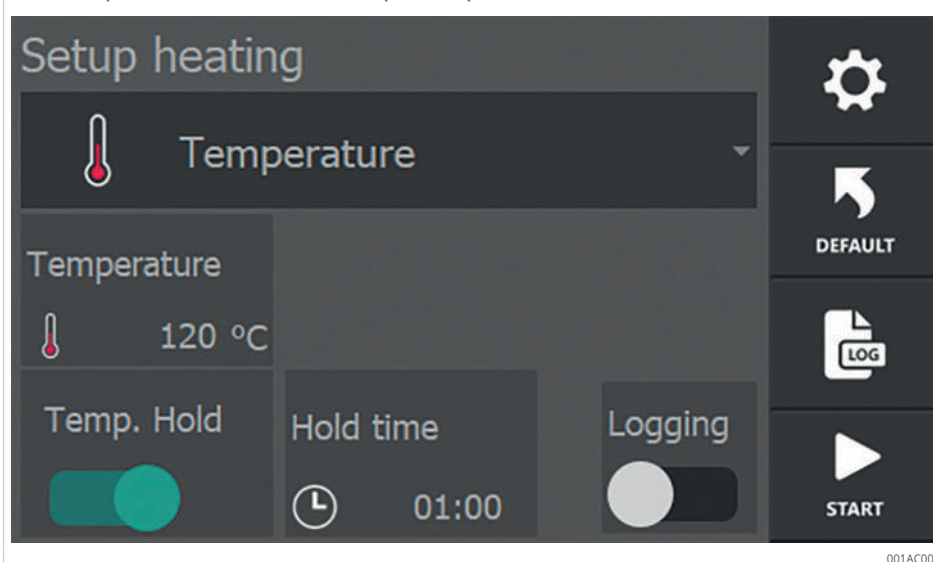 Setup heating
Temperature
Temperature
120 °C
Temp. Hold
Hold time
01:00
Logging
DEFAULT
LOG
START
001AC00